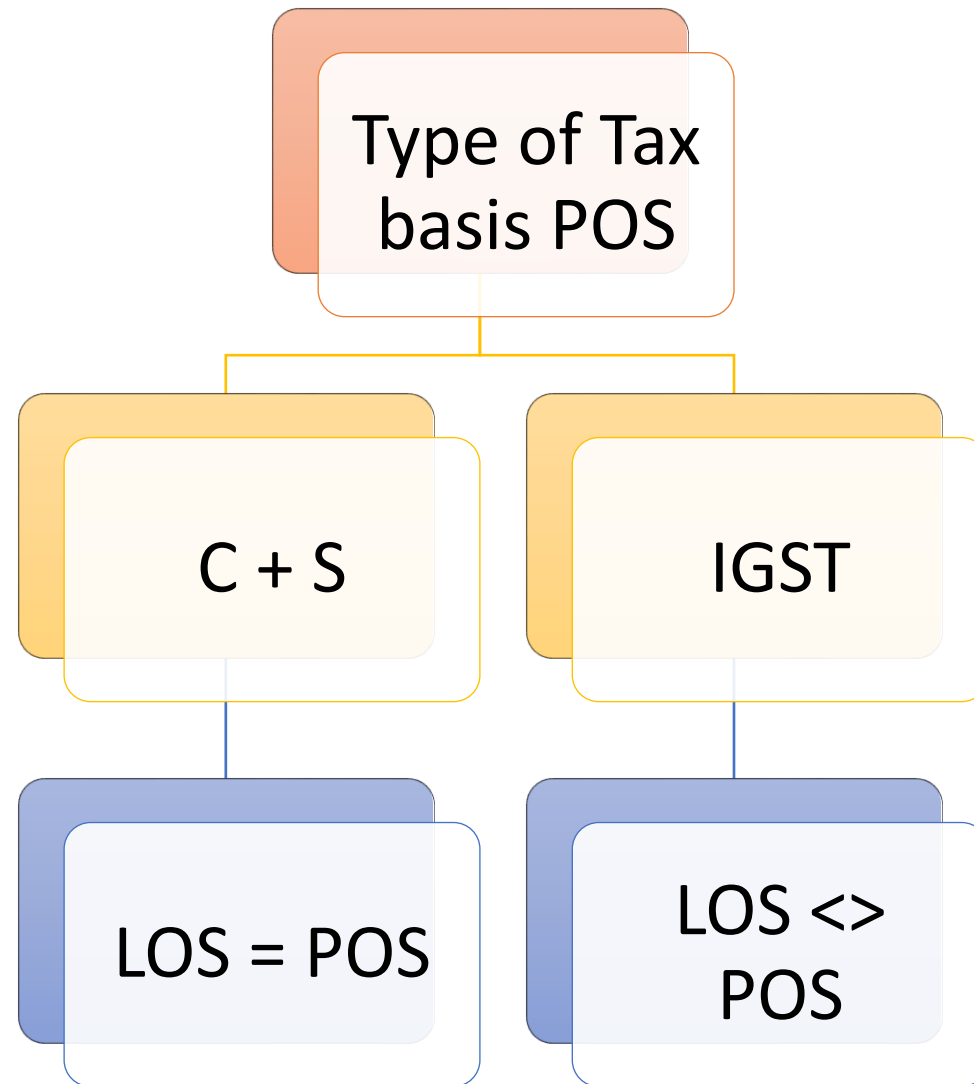 Type of Tax
basis POS
C + S
IGST
LOS = POS
LOS <>
POS